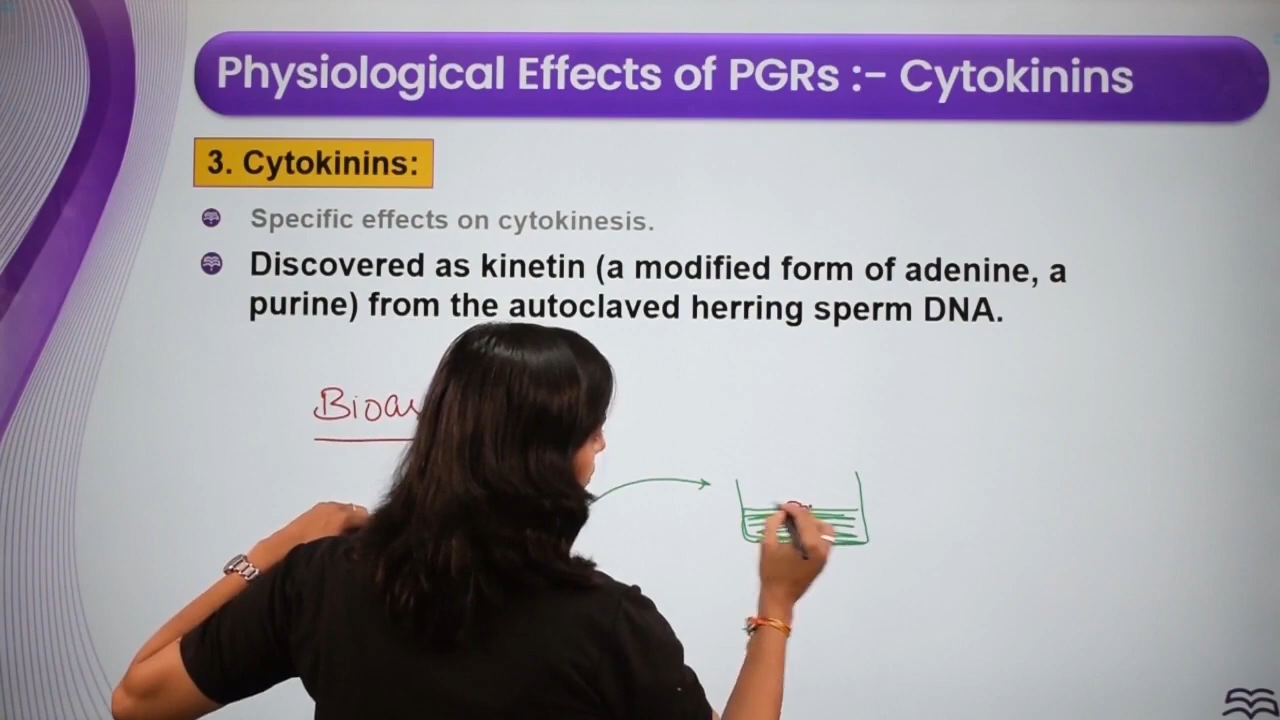 Physiological Effects of PGRs :- Cytokinins
3. Cytokinins:
Specific effects on cytokinesis.
Discovered as kinetin (a modified form of adenine, a
purine) from the autoclaved herring sperm DNA.